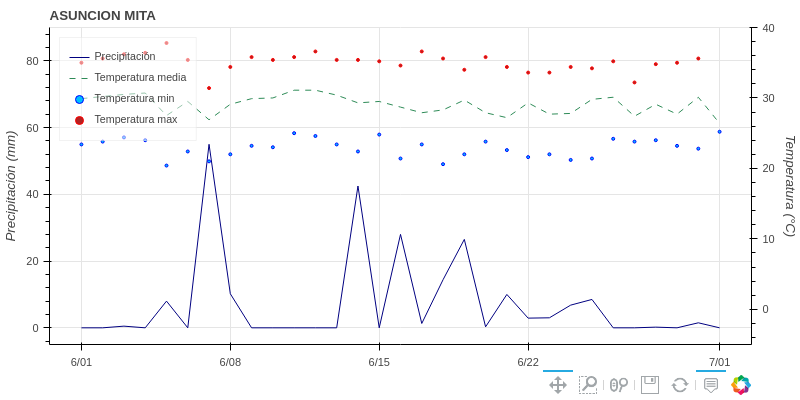 ASUNCION MITA
Precipitación
Temperatura media
Temperatura min
Temperatura max
Precipitación (mm)
80
60
40
20
0
Temperatura (°C)
40
30
20
10
0
6/01
6/08
6/15
6/22
7/01